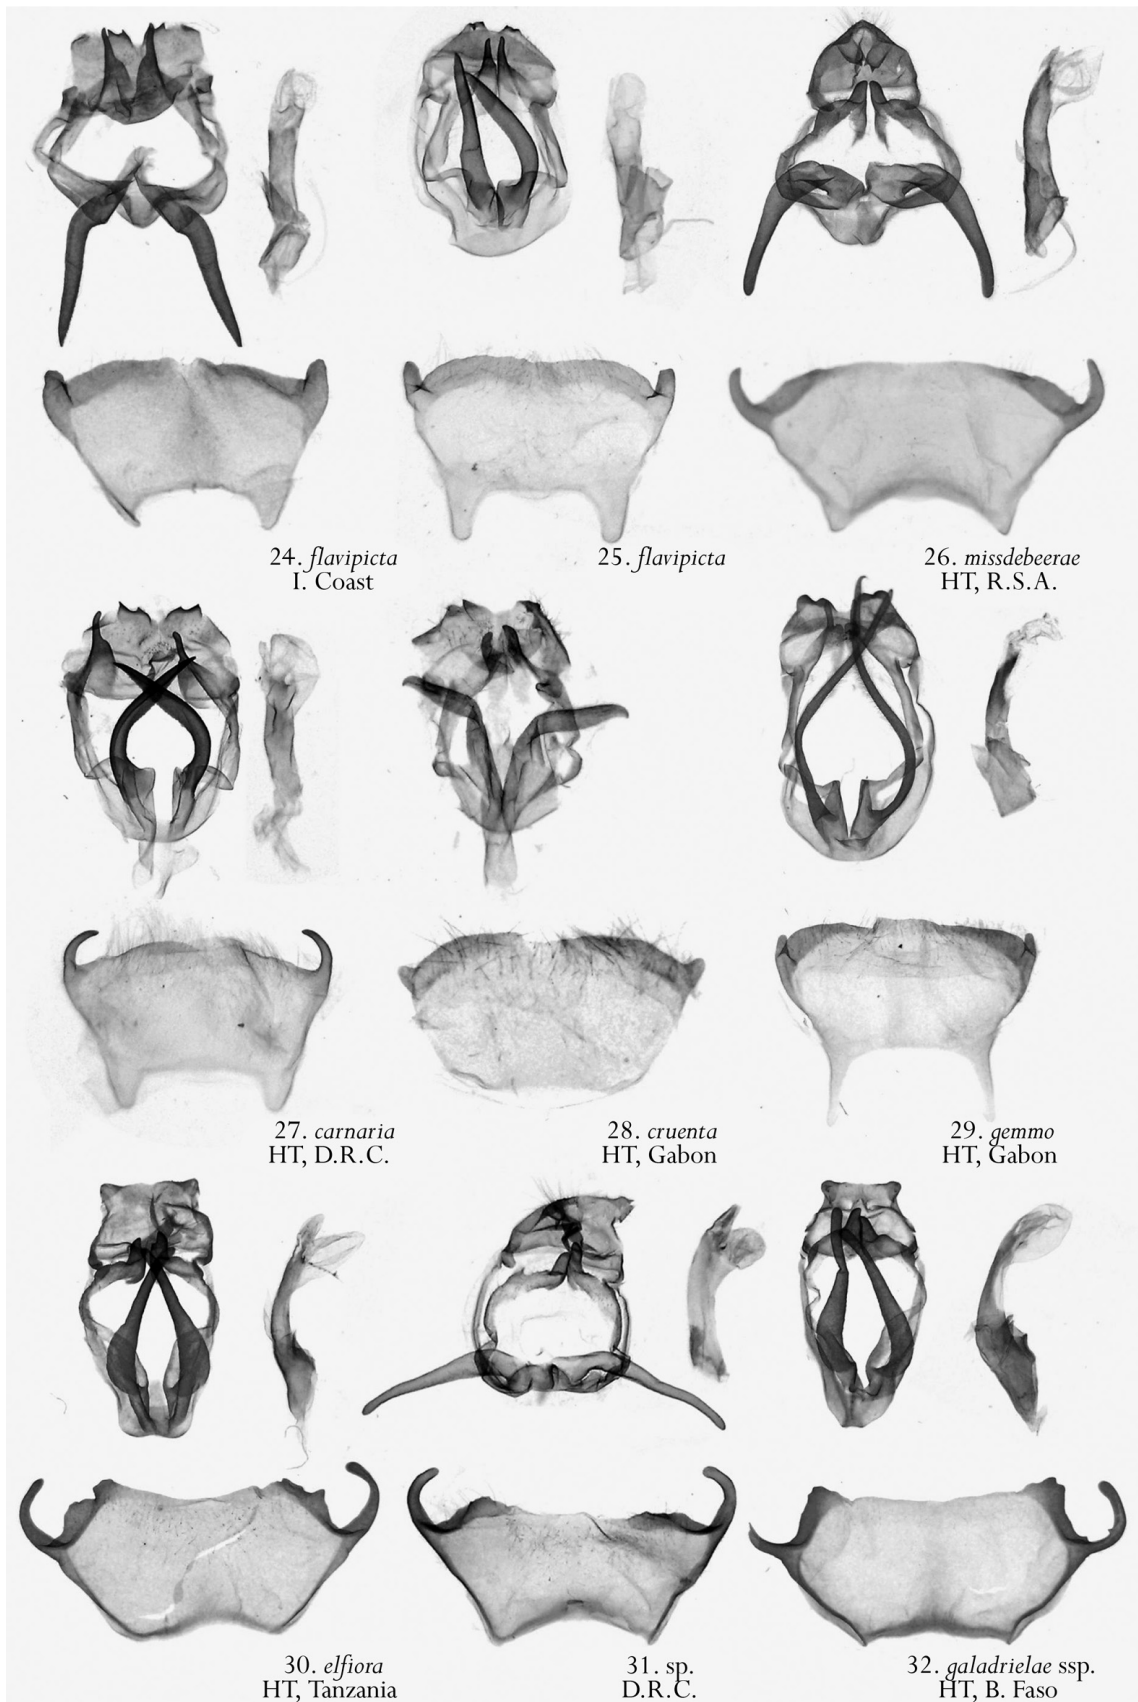 24. flavipicta
I. Coast
25. flavipicta
26. missdebeerae
HT, R.S.A.
27. carnaria
HT, D.R.C.
28. cruenta
HT, Gabon
29. gemmo
HT, Gabon
30. elfiora
HT, Tanzania
31. sp.
D.R.C.
32. galadrielae ssp.
HT, B. Faso